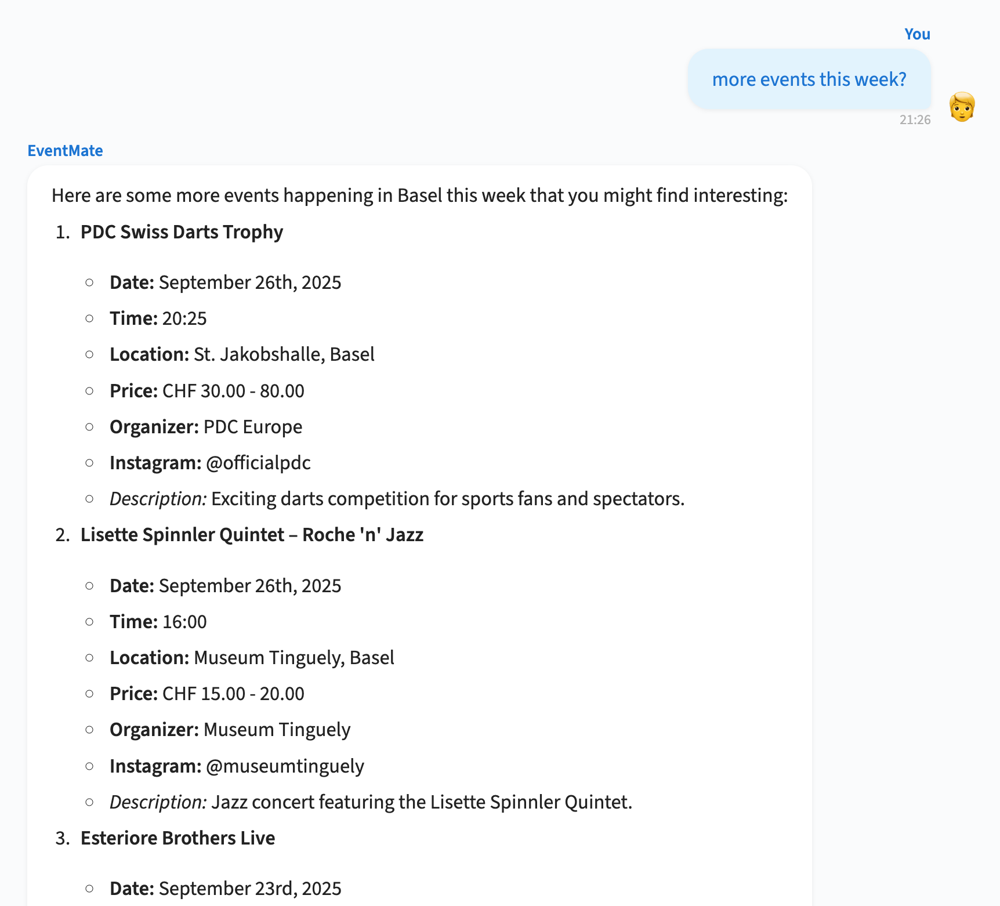 You
more events this week?
21:26
EventMate
Here are some more events happening in Basel this week that you might find interesting:
1. PDC Swiss Darts Trophy
○ Date: September 26th, 2025
○ Time: 20:25
○ Location: St. Jakobshalle, Basel
○ Price: CHF 30.00 - 80.00
○ Organizer: PDC Europe
○ Instagram: @officialpdc
○ Description: Exciting darts competition for sports fans and spectators.
2. Lisette Spinnler Quintet – Roche 'n' Jazz
○ Date: September 26th, 2025
○ Time: 16:00
○ Location: Museum Tinguely, Basel
○ Price: CHF 15.00 - 20.00
○ Organizer: Museum Tinguely
○ Instagram: @museumtinguely
○ Description: Jazz concert featuring the Lisette Spinnler Quintet.
3. Esteriore Brothers Live
○ Date: September 23rd, 2025